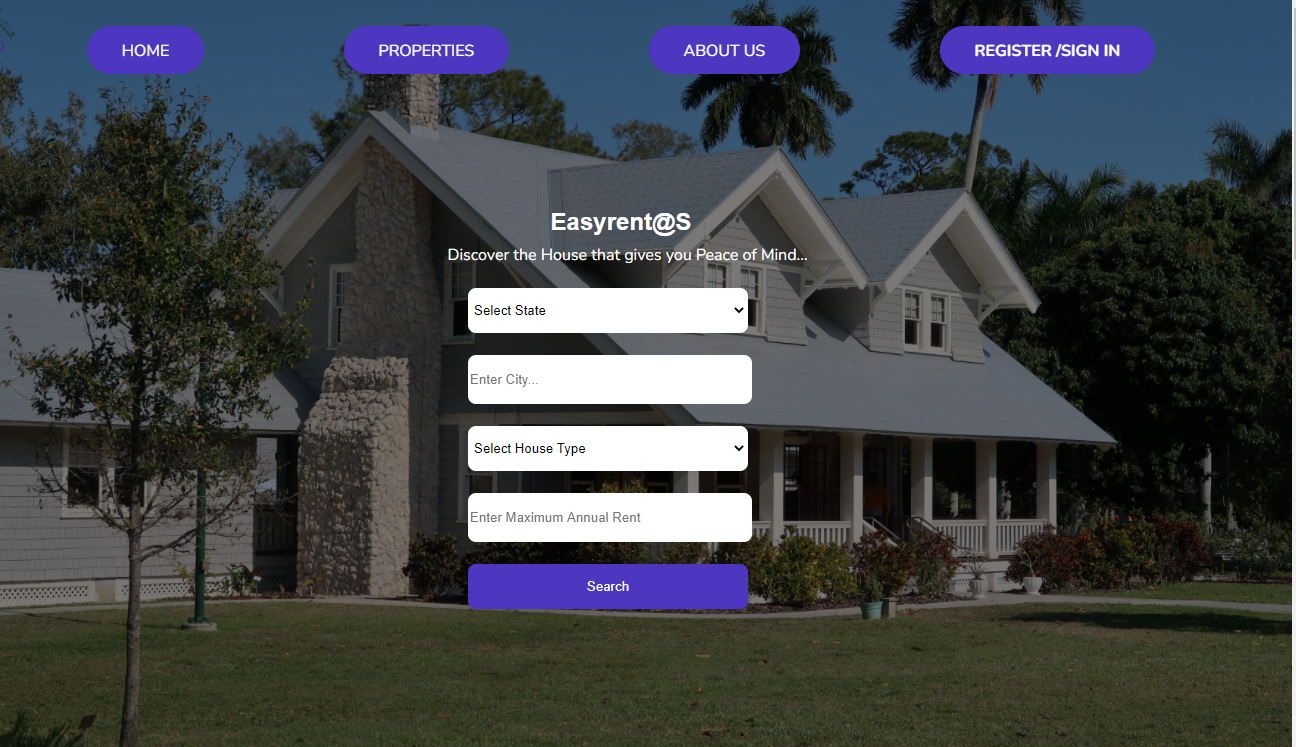 HOME
PROPERTIES
ABOUT US
REGISTER /SIGN IN
Easyrent@S
Discover the House that gives you Peace of Mind...
Select State
Enter City...
Select House Type
Enter Maximum Annual Rent
Search